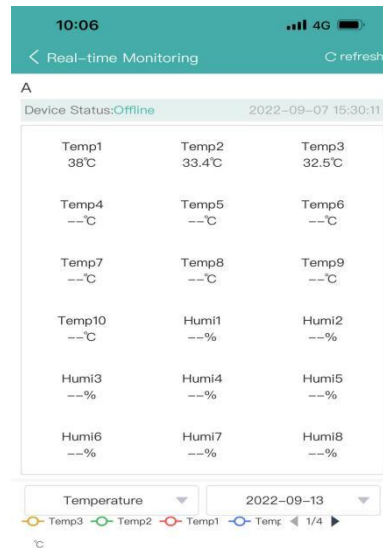 10:06 4G
Real-time Monitoring refresh
A
Device Status:Offline 2022-09-07 15:30:11
Temp1 Temp2 Temp3
38℃ 33.4℃ 32.5℃
Temp4 Temp5 Temp6
--℃ --℃ --℃
Temp7 Temp8 Temp9
--℃ --℃ --℃
Temp10 Humi1 Humi2
--℃ --% --%
Humi3 Humi4 Humi5
--% --% --%
Humi6 Humi7 Humi8
--% --% --%
Temperature 2022-09-13
Temp3 Temp2 Temp1 Temp 1/4
℃